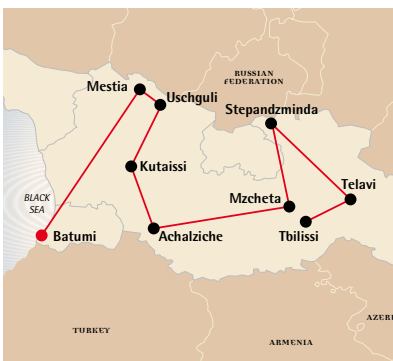 Mestia
Uschguli
RUSSIAN
FEDERATION
Stepandzminda
Kutaissi
Telavi
BLACK
SEA
Mzcheta
Batumi
Achalziche
Tbilissi
AZER
TURKEY
ARMENIA